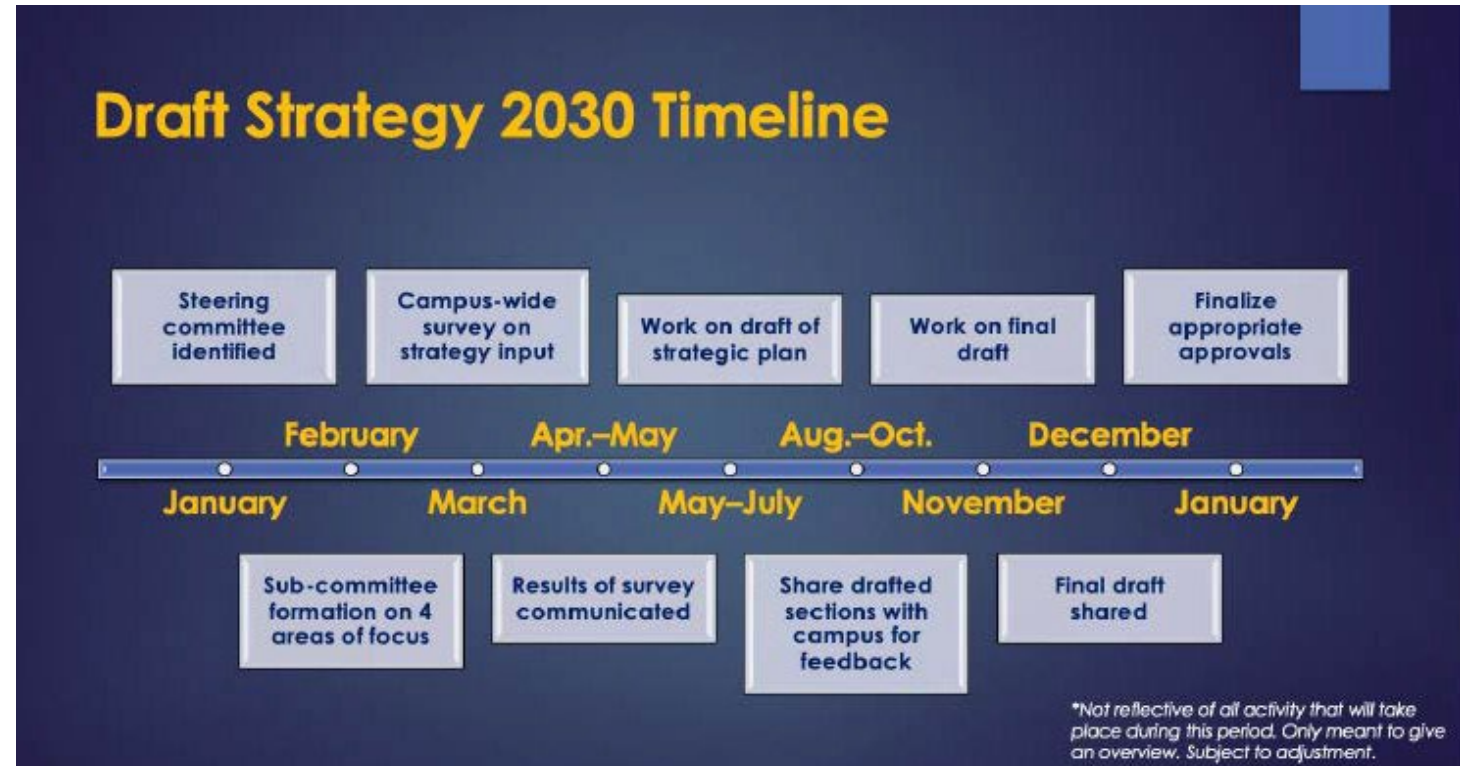 Draft Strategy 2030 Timeline
Steering
committee
identified
Campus-wide
survey on
strategy input
Work on draft of
strategic plan
Work on final
draft
Finalize
appropriate
approvals
February
Apr.–May
Aug.–Oct.
December
January
March
May–July
November
January
Sub-committee
formation on 4
areas of focus
Results of survey
communicated
Share drafted
sections with
campus for
feedback
Final draft
shared
*Not reflective of all activity that will take
place during this period. Only meant to give
an overview. Subject to adjustment.